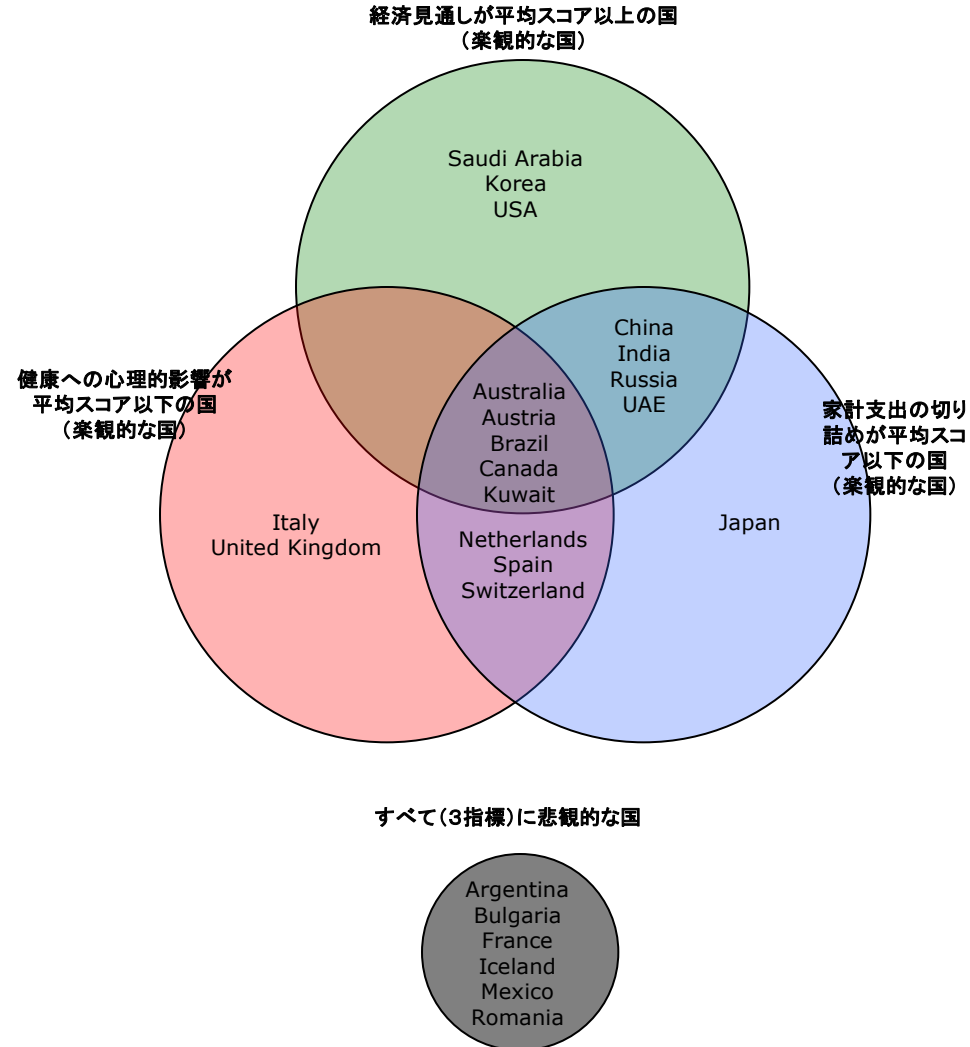 経済見通しが平均スコア以上の国
（楽観的な国）
Saudi Arabia
Korea
USA
China
India
Russia
UAE
健康への心理的影響が
平均スコア以下の国
（楽観的な国）
Australia
Austria
Brazil
Canada
Kuwait
家計支出の切り
詰めが平均スコ
ア以下の国
（楽観的な国）
Italy
United Kingdom
Netherlands
Spain
Switzerland
Japan
すべて（３指標）に悲観的な国
Argentina
Bulgaria
France
Iceland
Mexico
Romania